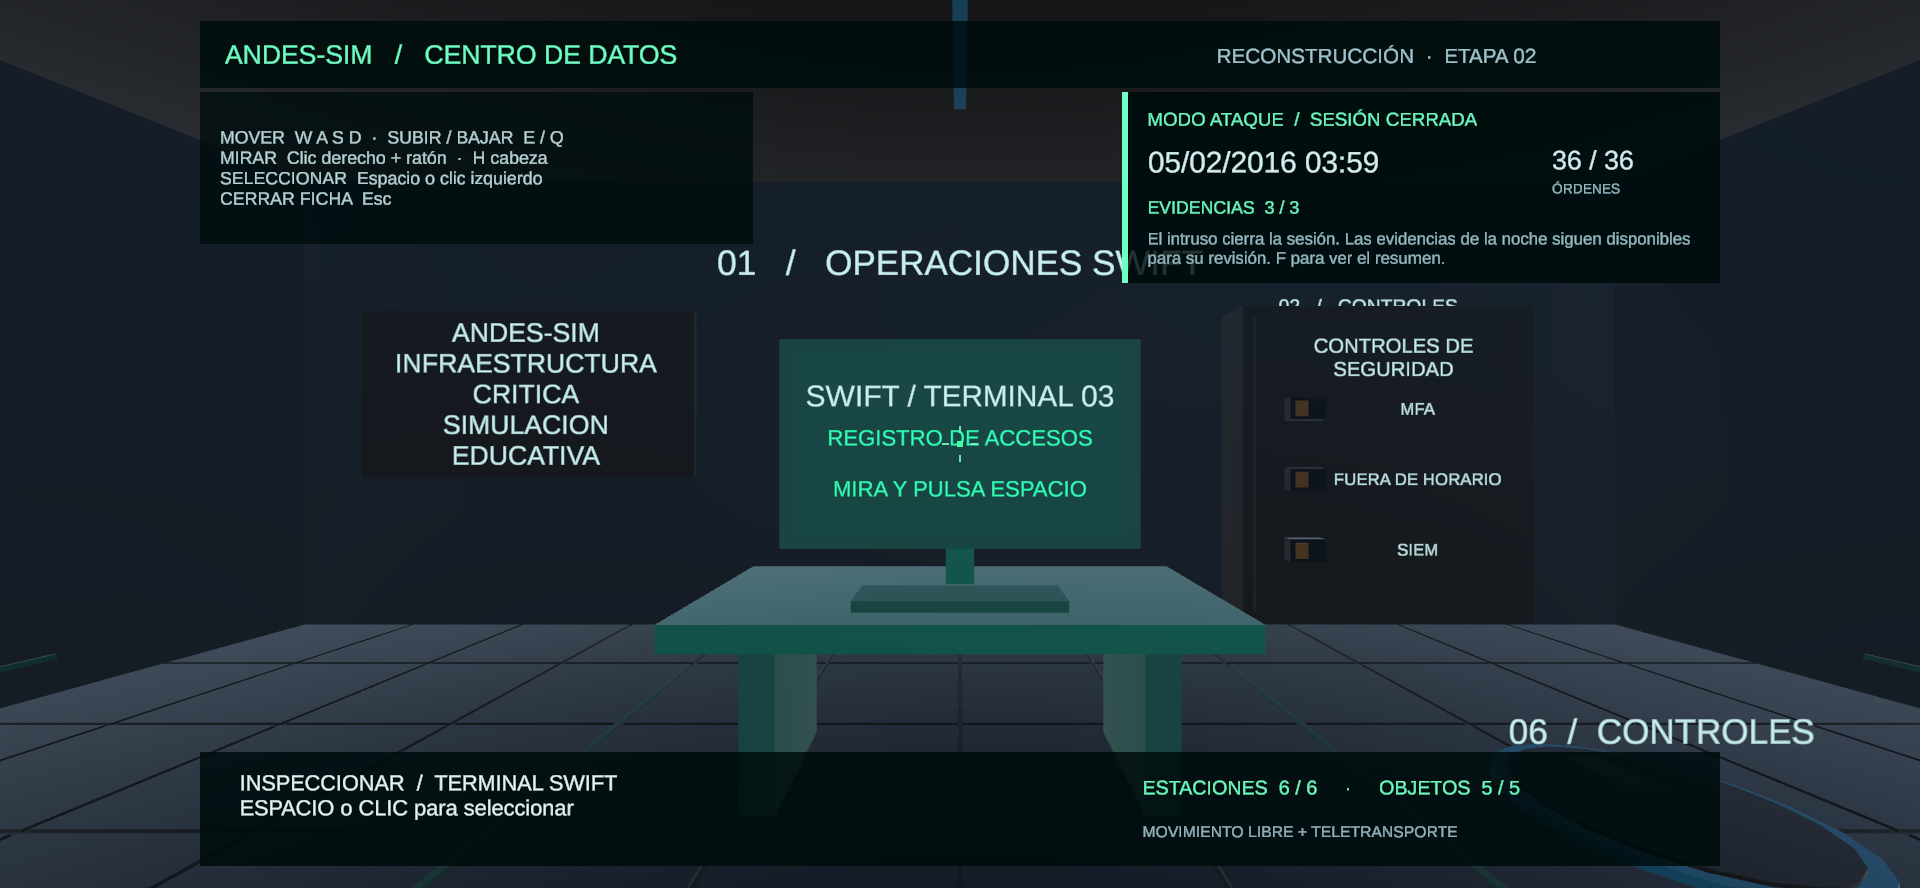 ANDES-SIM / CENTRO DE DATOS
RECONSTRUCCIÓN · ETAPA 02
MOVER W A S D · SUBIR / BAJAR E / Q
MIRAR Clic derecho + ratón · H cabeza
SELECCIONAR Espacio o clic izquierdo
CERRAR FICHA Esc
MODO ATAQUE / SESIÓN CERRADA
05/02/2016 03:59
36 / 36
ÓRDENES
EVIDENCIAS 3 / 3
El intruso cierra la sesión. Las evidencias de la noche siguen disponibles
para su revisión. F para ver el resumen.
01 / OPERACIONES SWIFT
02 / CONTROLES
ANDES-SIM
INFRAESTRUCTURA
CRITICA
SIMULACION
EDUCATIVA
SWIFT / TERMINAL 03
REGISTRO DE ACCESOS
MIRA Y PULSA ESPACIO
CONTROLES DE
SEGURIDAD
MFA
FUERA DE HORARIO
SIEM
06 / CONTROLES
INSPECCIONAR / TERMINAL SWIFT
ESPACIO o CLIC para seleccionar
ESTACIONES 6 / 6 · OBJETOS 5 / 5
MOVIMIENTO LIBRE + TELETRANSPORTE